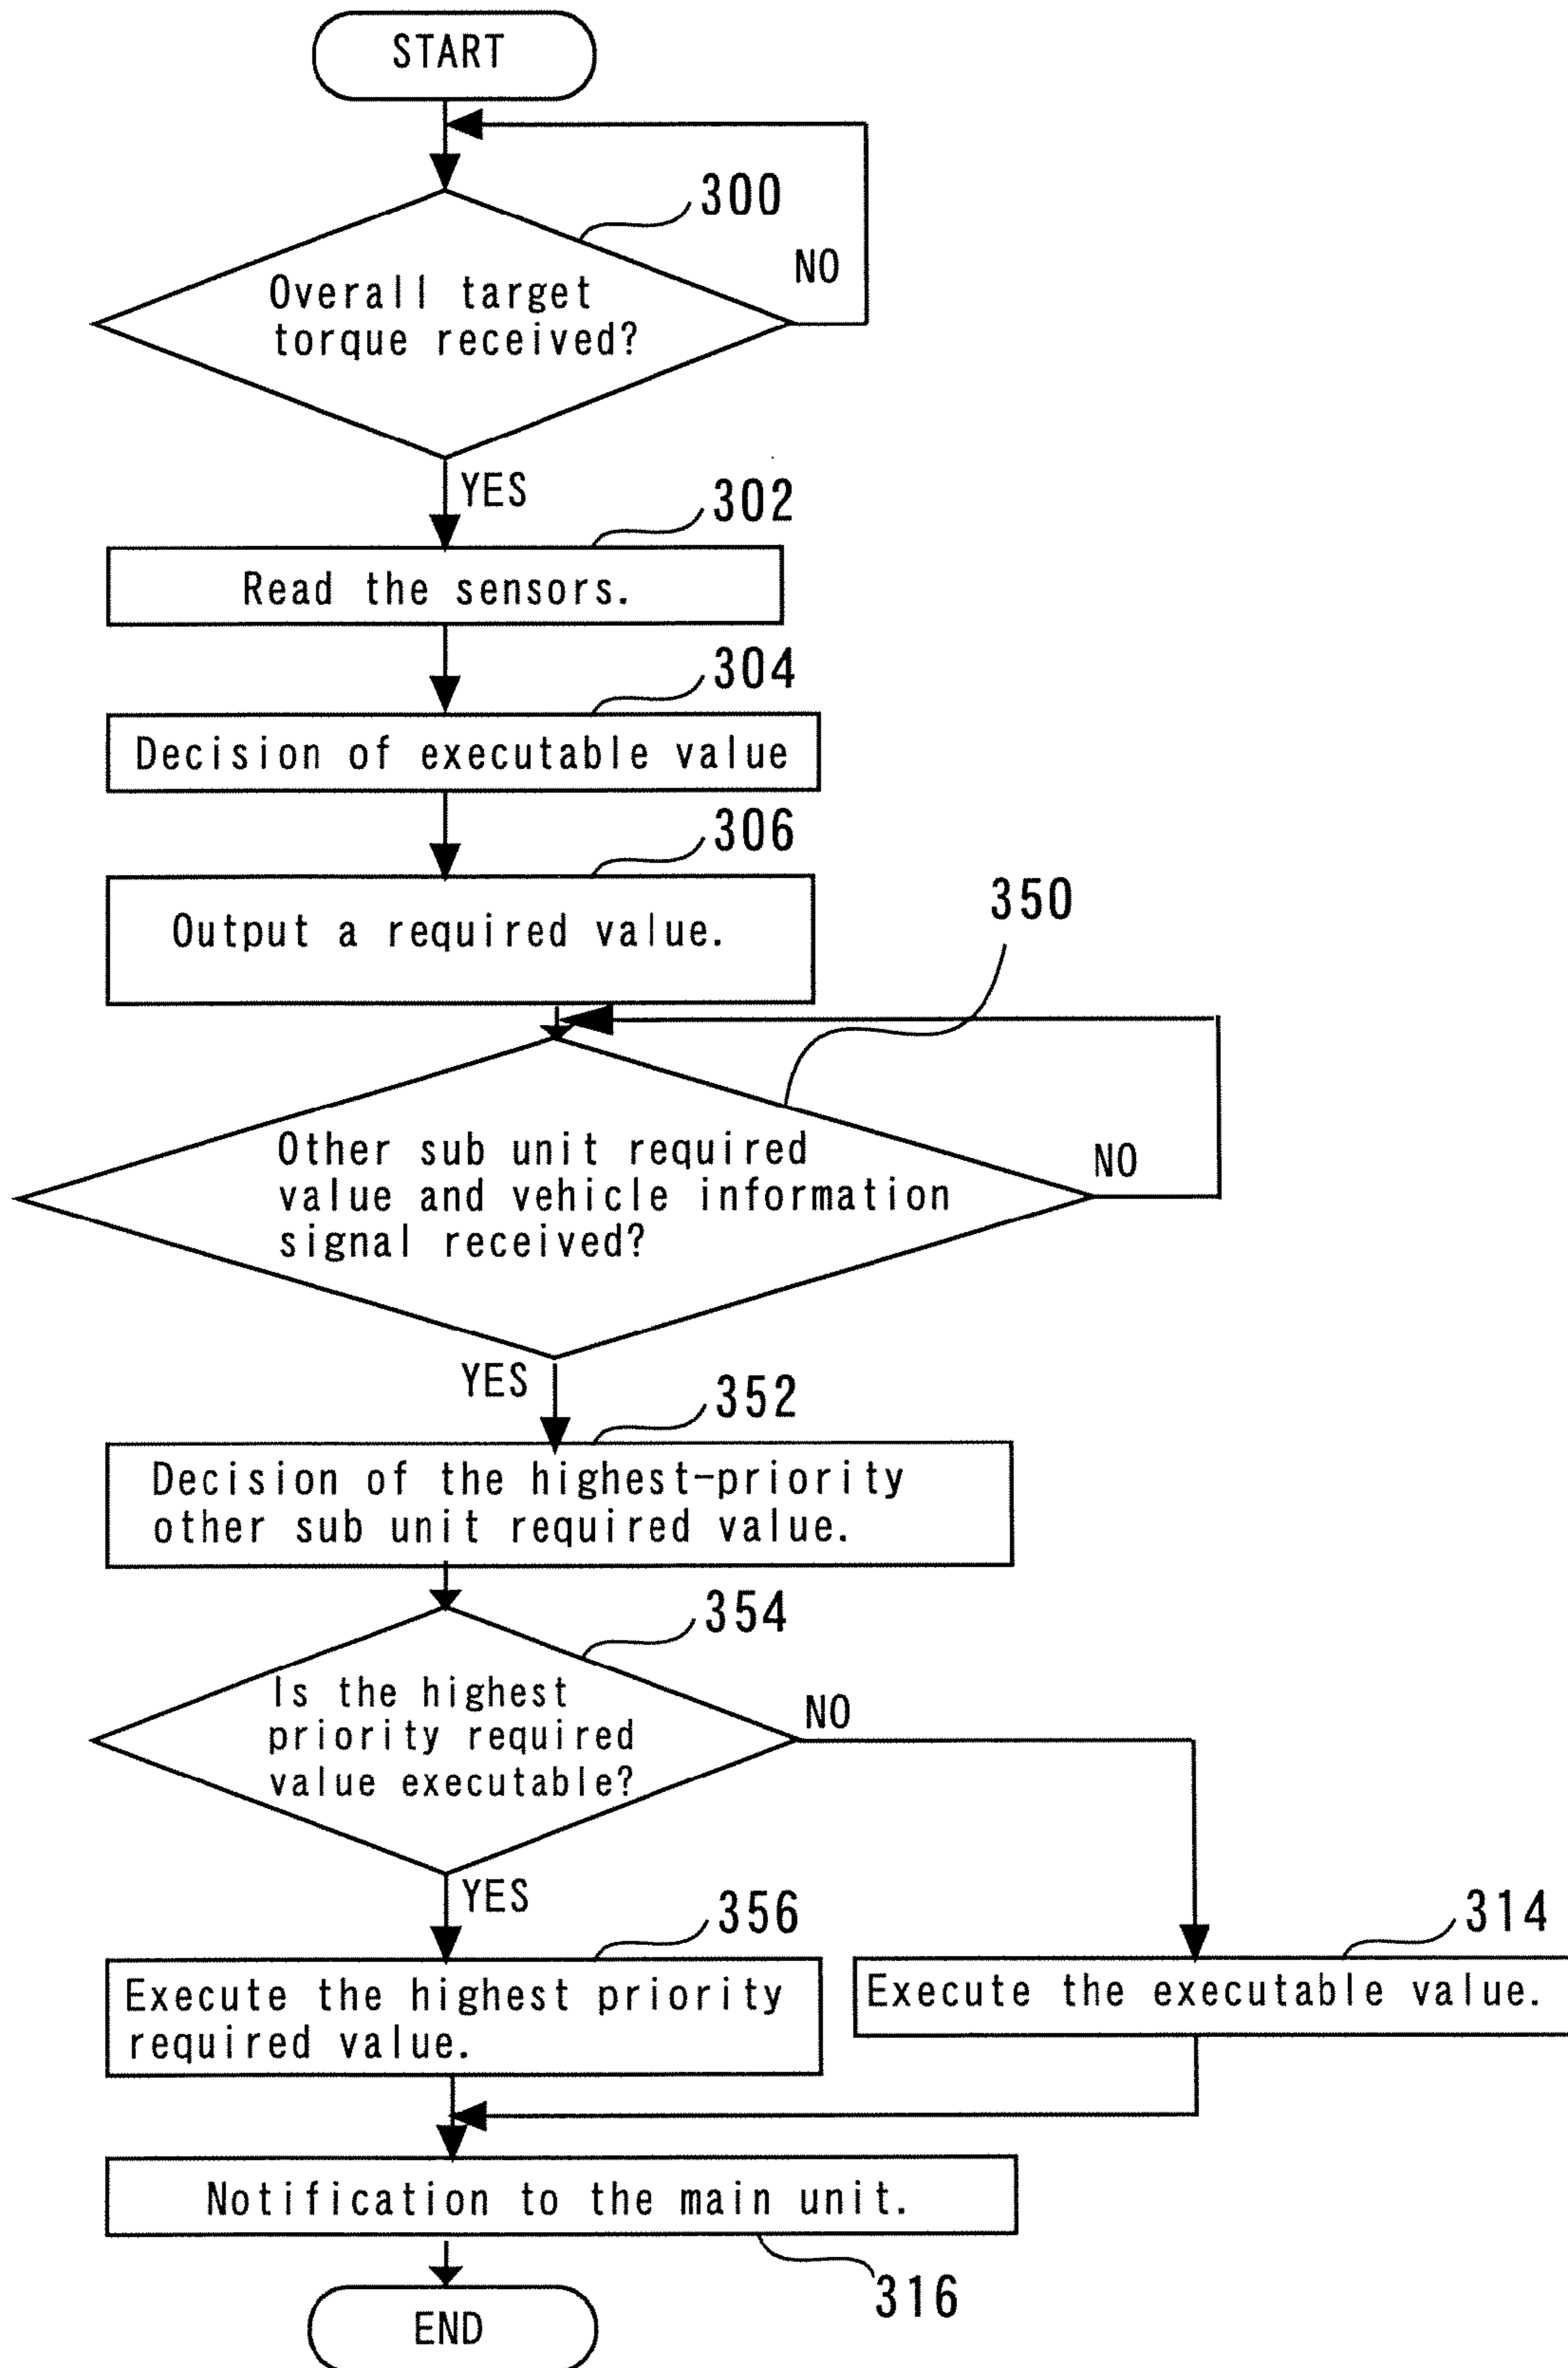 START
300
NO
Overall target
torque received?
YES
302
Read the sensors.
304
Decision of executable value
306
Output a required value.
350
Other sub unit required
value and vehicle information
signal received?
NO
YES
352
Decision of the highest-priority
other sub unit required value.
354
Is the highest
priority required
value executable?
NO
YES
356
314
Execute the highest priority
required value.
Execute the executable value.
Notification to the main unit.
316
END